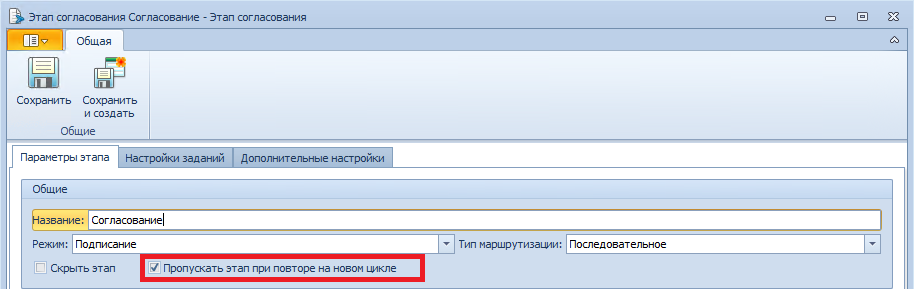 Этап согласования Согласование - Этап согласования
Общая
Сохранить
Сохранить
и создать
Общие
Параметры этапа Настройки заданий Дополнительные настройки
Общие
Название: Согласование
Режим: Подписание Тип маршрутизации: Последовательное
Скрыть этап Пропускать этап при повторе на новом цикле